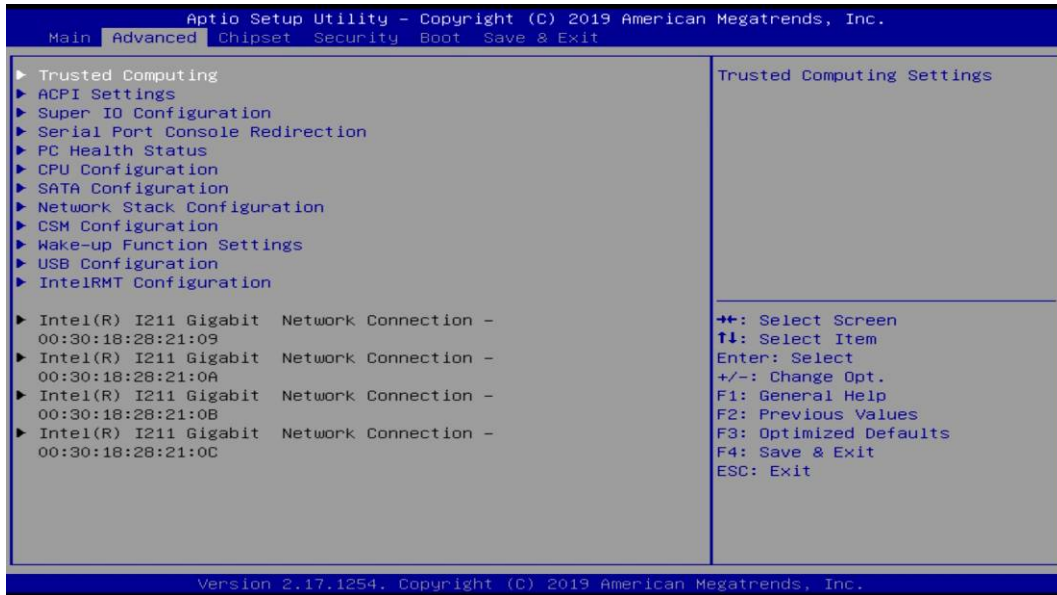 Aptio Setup Utility – Copyright (C) 2019 American Megatrends, Inc.
Main Advanced Chipset Security Boot Save & Exit
Trusted Computing
ACPI Settings
Super IO Configuration
Serial Port Console Redirection
PC Health Status
CPU Configuration
SATA Configuration
Network Stack Configuration
CSM Configuration
Wake-up Function Settings
USB Configuration
IntelRMT Configuration
Intel(R) I211 Gigabit Network Connection –
00:30:18:28:21:09
Intel(R) I211 Gigabit Network Connection –
00:30:18:28:21:0A
Intel(R) I211 Gigabit Network Connection –
00:30:18:28:21:0B
Intel(R) I211 Gigabit Network Connection –
00:30:18:28:21:0C
Trusted Computing Settings
→←: Select Screen
↑↓: Select Item
Enter: Select
+/-: Change Opt.
F1: General Help
F2: Previous Values
F3: Optimized Defaults
F4: Save & Exit
ESC: Exit
Version 2.17.1254. Copyright (C) 2019 American Megatrends, Inc.